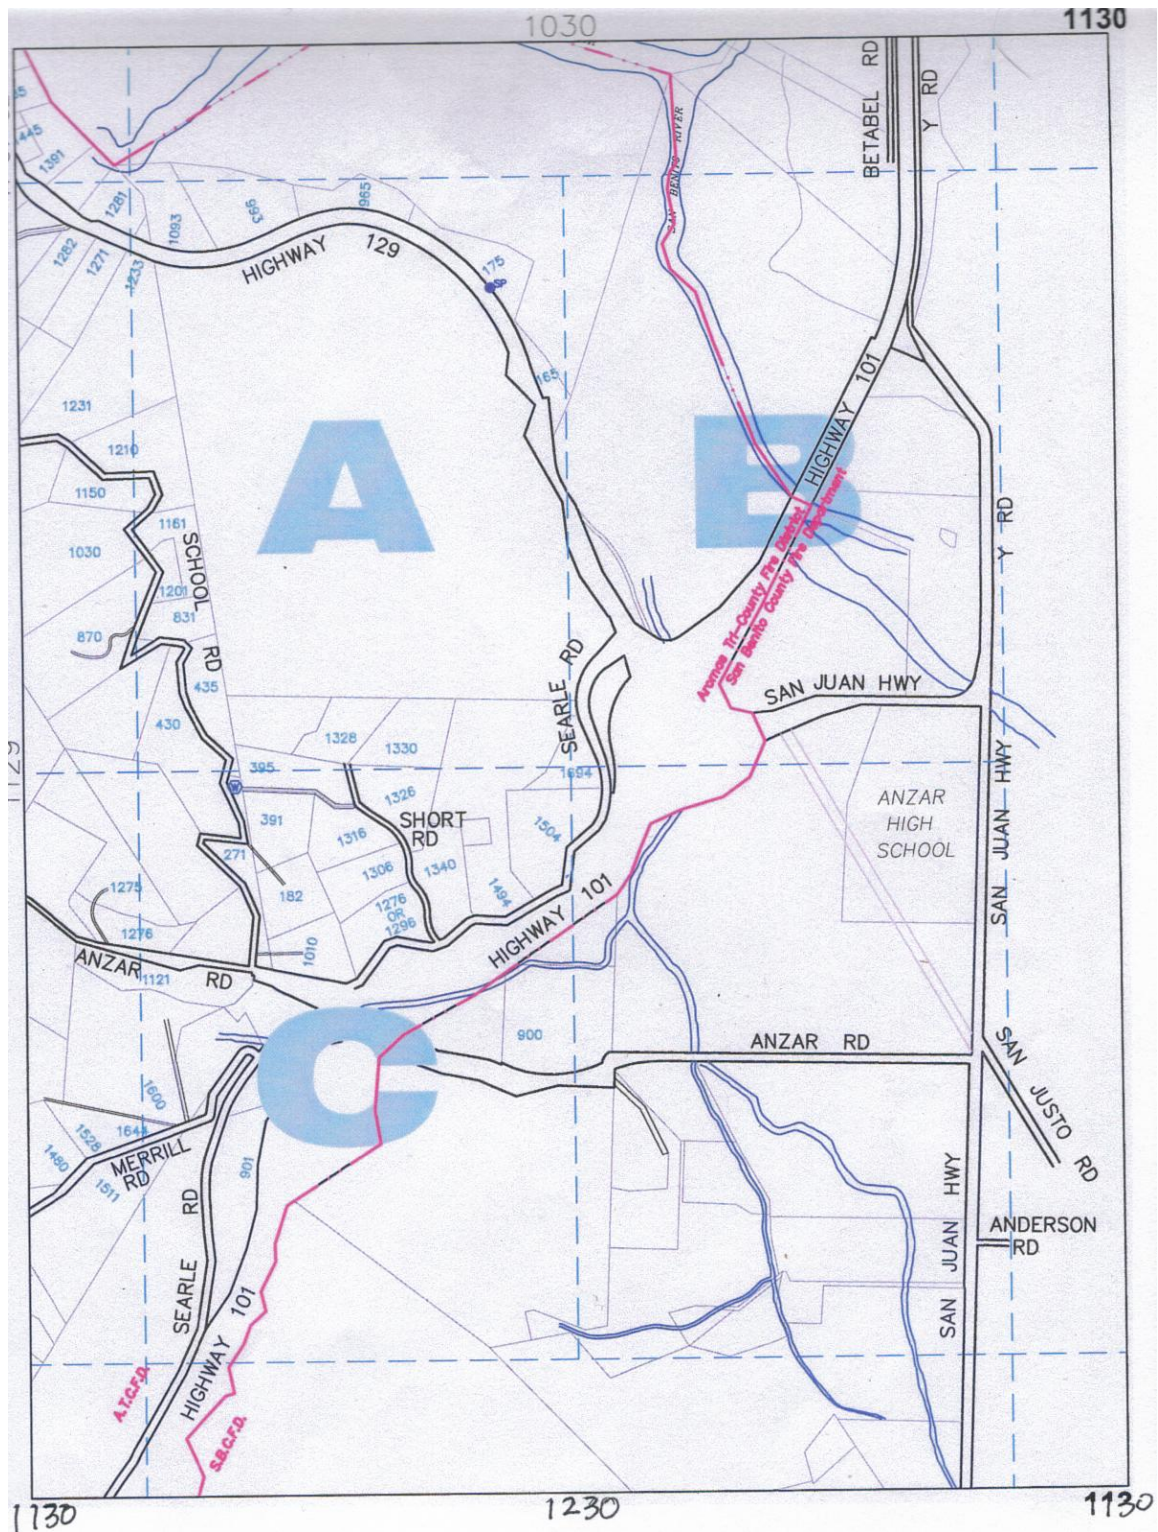 1030
1130
BETABEL RD
Y RD
1445
1391
1281
1093
993
965
1282
1271
1233
HIGHWAY 129
175
SP
SAN BENITO RIVER
165
HIGHWAY 101
1231
1210
1150
1161
1030
1201
831
870
SCHOOL RD
435
430
A
B
Aromas Tri-County Fire District
San Benito County Fire Department
Y RD
SEARLE RD
SAN JUAN HWY
1328
1330
395
W
1326
1694
391
SHORT
RD
1316
1504
271
1306
1340
182
1276
OR
1296
1494
1275
1276
1010
ANZAR RD
1121
HIGHWAY 101
ANZAR
HIGH
SCHOOL
SAN JUAN HWY
C
900
ANZAR RD
SAN JUSTO RD
1600
1644
1528
1480
1511
MERRILL
RD
901
SEARLE RD
HIGHWAY 101
SAN JUAN HWY
ANDERSON
RD
SAN JUAN HWY
A.T.C.F.D.
S.B.C.F.D.
1130
1230
1130